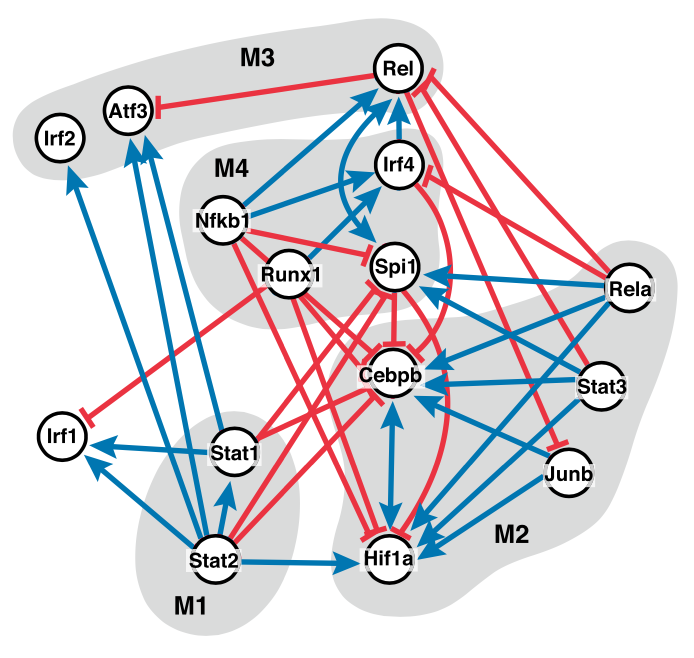 M3
Rel
Atf3
Irf2
M4
Irf4
Nfkb1
Runx1
Spi1
Rela
Cebpb
Stat3
Irf1
Stat1
Junb
M2
Stat2
Hif1a
M1